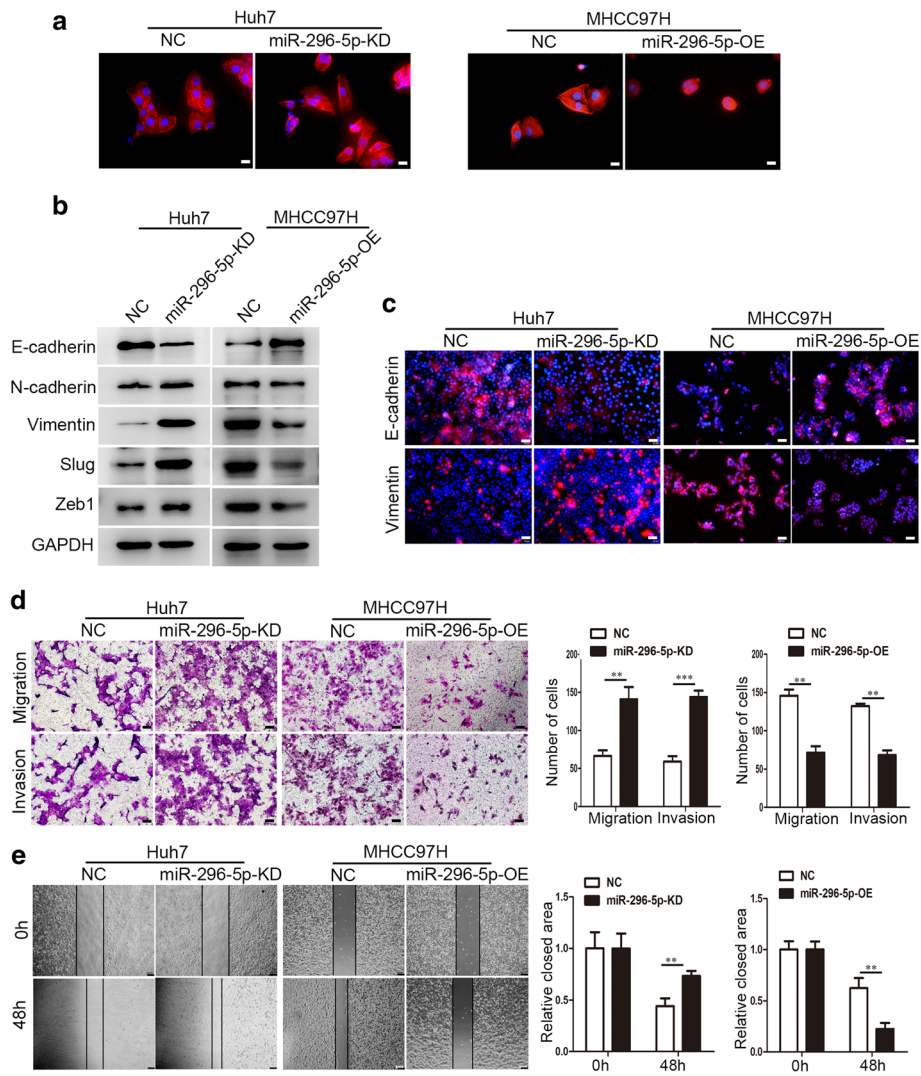 a
Huh7
NC
miR-296-5p-KD
MHCC97H
NC
miR-296-5p-OE
b
Huh7
NC
miR-296-5p-KD
MHCC97H
NC
miR-296-5p-OE
E-cadherin
N-cadherin
Vimentin
Slug
Zeb1
GAPDH
c
Huh7
NC
miR-296-5p-KD
MHCC97H
NC
miR-296-5p-OE
E-cadherin
Vimentin
d
Huh7
NC
miR-296-5p-KD
MHCC97H
NC
miR-296-5p-OE
Migration
Invasion
NC
miR-296-5p-KD
Number of cells
200
150
100
50
0
**
***
Migration
Invasion
NC
miR-296-5p-OE
Number of cells
200
150
100
50
0
**
**
Migration
Invasion
e
Huh7
NC
miR-296-5p-KD
MHCC97H
NC
miR-296-5p-OE
0h
48h
NC
miR-296-5p-KD
Relative closed area
1.5
1.0
0.5
0.0
**
0h
48h
NC
miR-296-5p-OE
Relative closed area
1.5
1.0
0.5
0.0
**
0h
48h